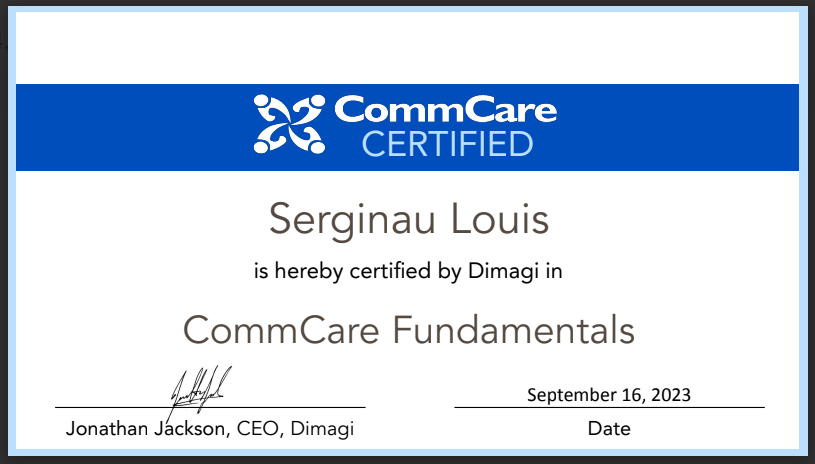 CommCare
CERTIFIED
Serginau Louis
is hereby certified by Dimagi in
CommCare Fundamentals
September 16, 2023
Jonathan Jackson, CEO, Dimagi
Date